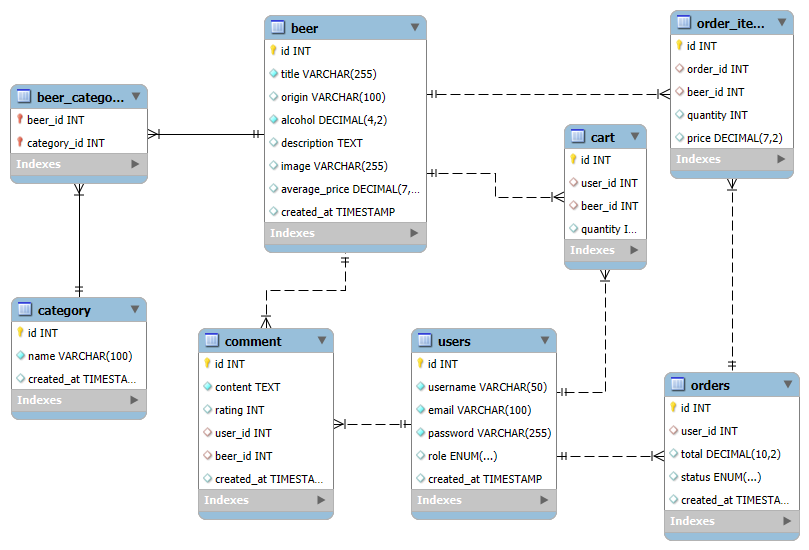 beer
id INT
title VARCHAR(255)
origin VARCHAR(100)
alcohol DECIMAL(4,2)
description TEXT
image VARCHAR(255)
average_price DECIMAL(7,...
created_at TIMESTAMP
Indexes
order_ite...
id INT
order_id INT
beer_id INT
quantity INT
price DECIMAL(7,2)
Indexes
beer_catego...
beer_id INT
category_id INT
Indexes
cart
id INT
user_id INT
beer_id INT
quantity I...
Indexes
category
id INT
name VARCHAR(100)
created_at TIMESTA...
Indexes
comment
id INT
content TEXT
rating INT
user_id INT
beer_id INT
created_at TIMESTA...
Indexes
users
id INT
username VARCHAR(50)
email VARCHAR(100)
password VARCHAR(255)
role ENUM(...)
created_at TIMESTAMP
Indexes
orders
id INT
user_id INT
total DECIMAL(10,2)
status ENUM(...)
created_at TIMESTA...
Indexes